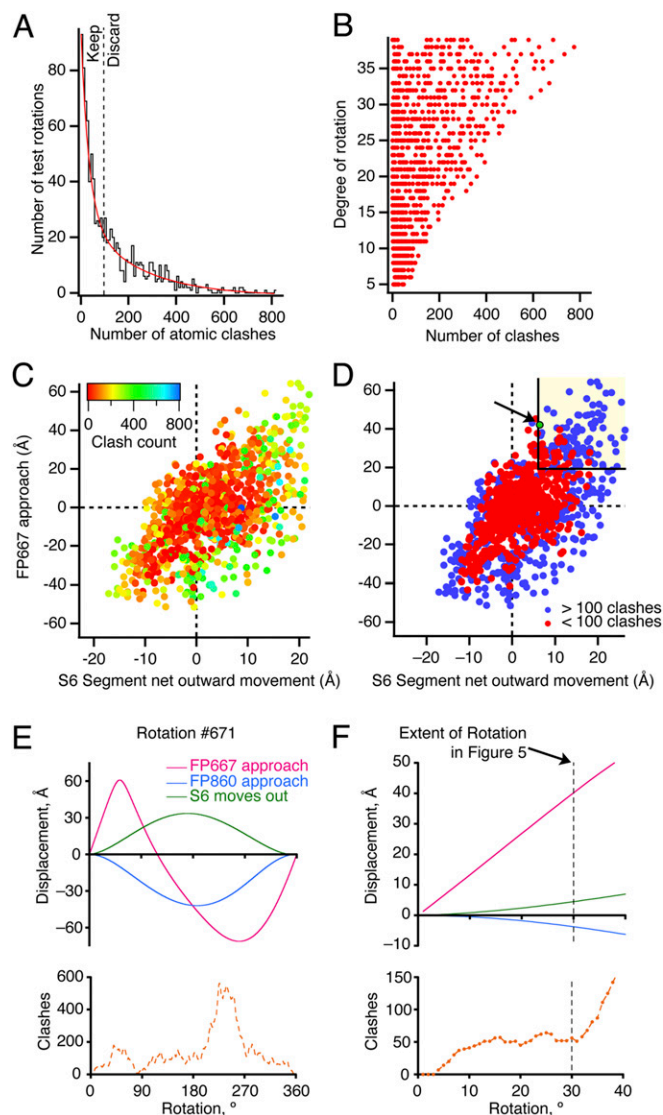 A
Keep
Discard
Number of test rotations
80
60
40
20
0
0
200
400
600
800
Number of atomic clashes
B
Degree of rotation
35
30
25
20
15
10
5
0
200
400
600
800
Number of clashes
C
0
400
800
Clash count
FP667 approach (Å)
60
40
20
0
-20
-40
-60
-20
-10
0
10
20
S6 Segment net outward movement (Å)
D
60
40
20
0
-20
-40
-60
> 100 clashes
< 100 clashes
−20
−10
0
10
20
S6 Segment net outward movement (Å)
E
Rotation #671
FP667 approach
FP860 approach
S6 moves out
Displacement, Å
60
30
0
−30
−60
Clashes
600
400
200
0
0
90
180
270
360
Rotation, °
F
Extent of Rotation
in Figure 5
Displacement, Å
50
40
30
20
10
0
−10
Clashes
150
100
50
0
0
10
20
30
40
Rotation, °